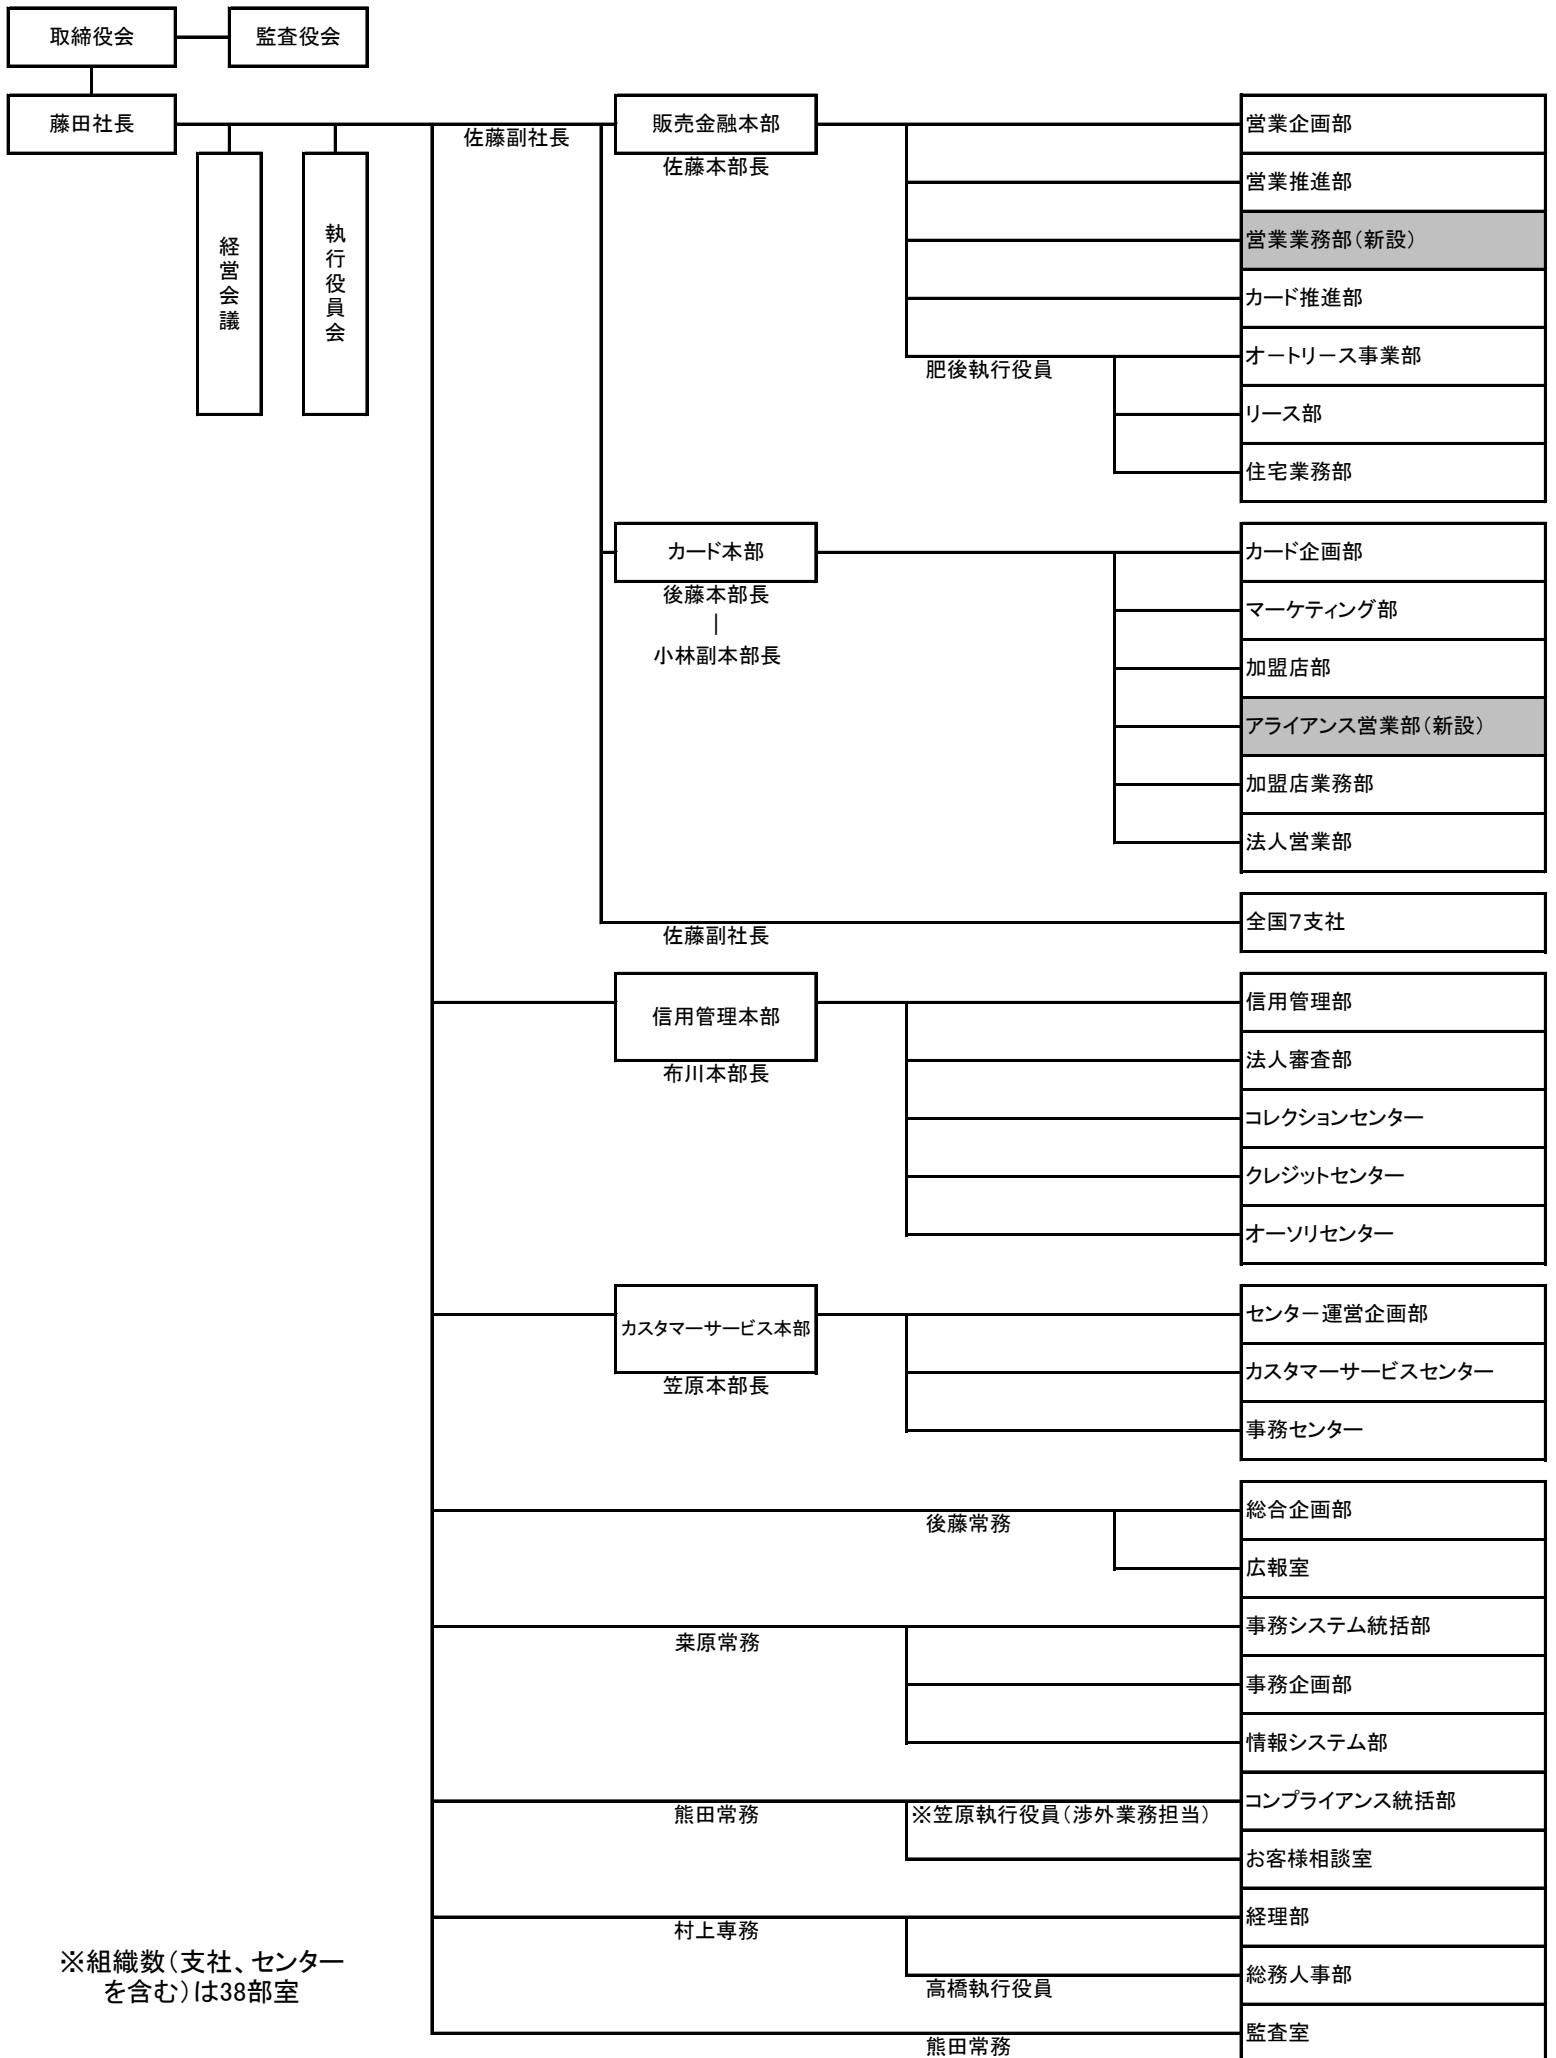 取締役会
監査役会
藤田社長
経営会議
執行役員会
佐藤副社長
販売金融本部
佐藤本部長
営業企画部
営業推進部
営業業務部(新設)
カード推進部
肥後執行役員
オートリース事業部
リース部
住宅業務部
カード本部
後藤本部長
|
小林副本部長
カード企画部
マーケティング部
加盟店部
アライアンス営業部(新設)
加盟店業務部
法人営業部
佐藤副社長
全国7支社
信用管理本部
布川本部長
信用管理部
法人審査部
コレクションセンター
クレジットセンター
オーソリセンター
カスタマーサービス本部
笠原本部長
センター運営企画部
カスタマーサービスセンター
事務センター
後藤常務
総合企画部
広報室
桒原常務
事務システム統括部
事務企画部
情報システム部
熊田常務
※笠原執行役員(渉外業務担当)
コンプライアンス統括部
お客様相談室
村上専務
経理部
高橋執行役員
総務人事部
熊田常務
監査室
※組織数(支社、センター
を含む)は38部室